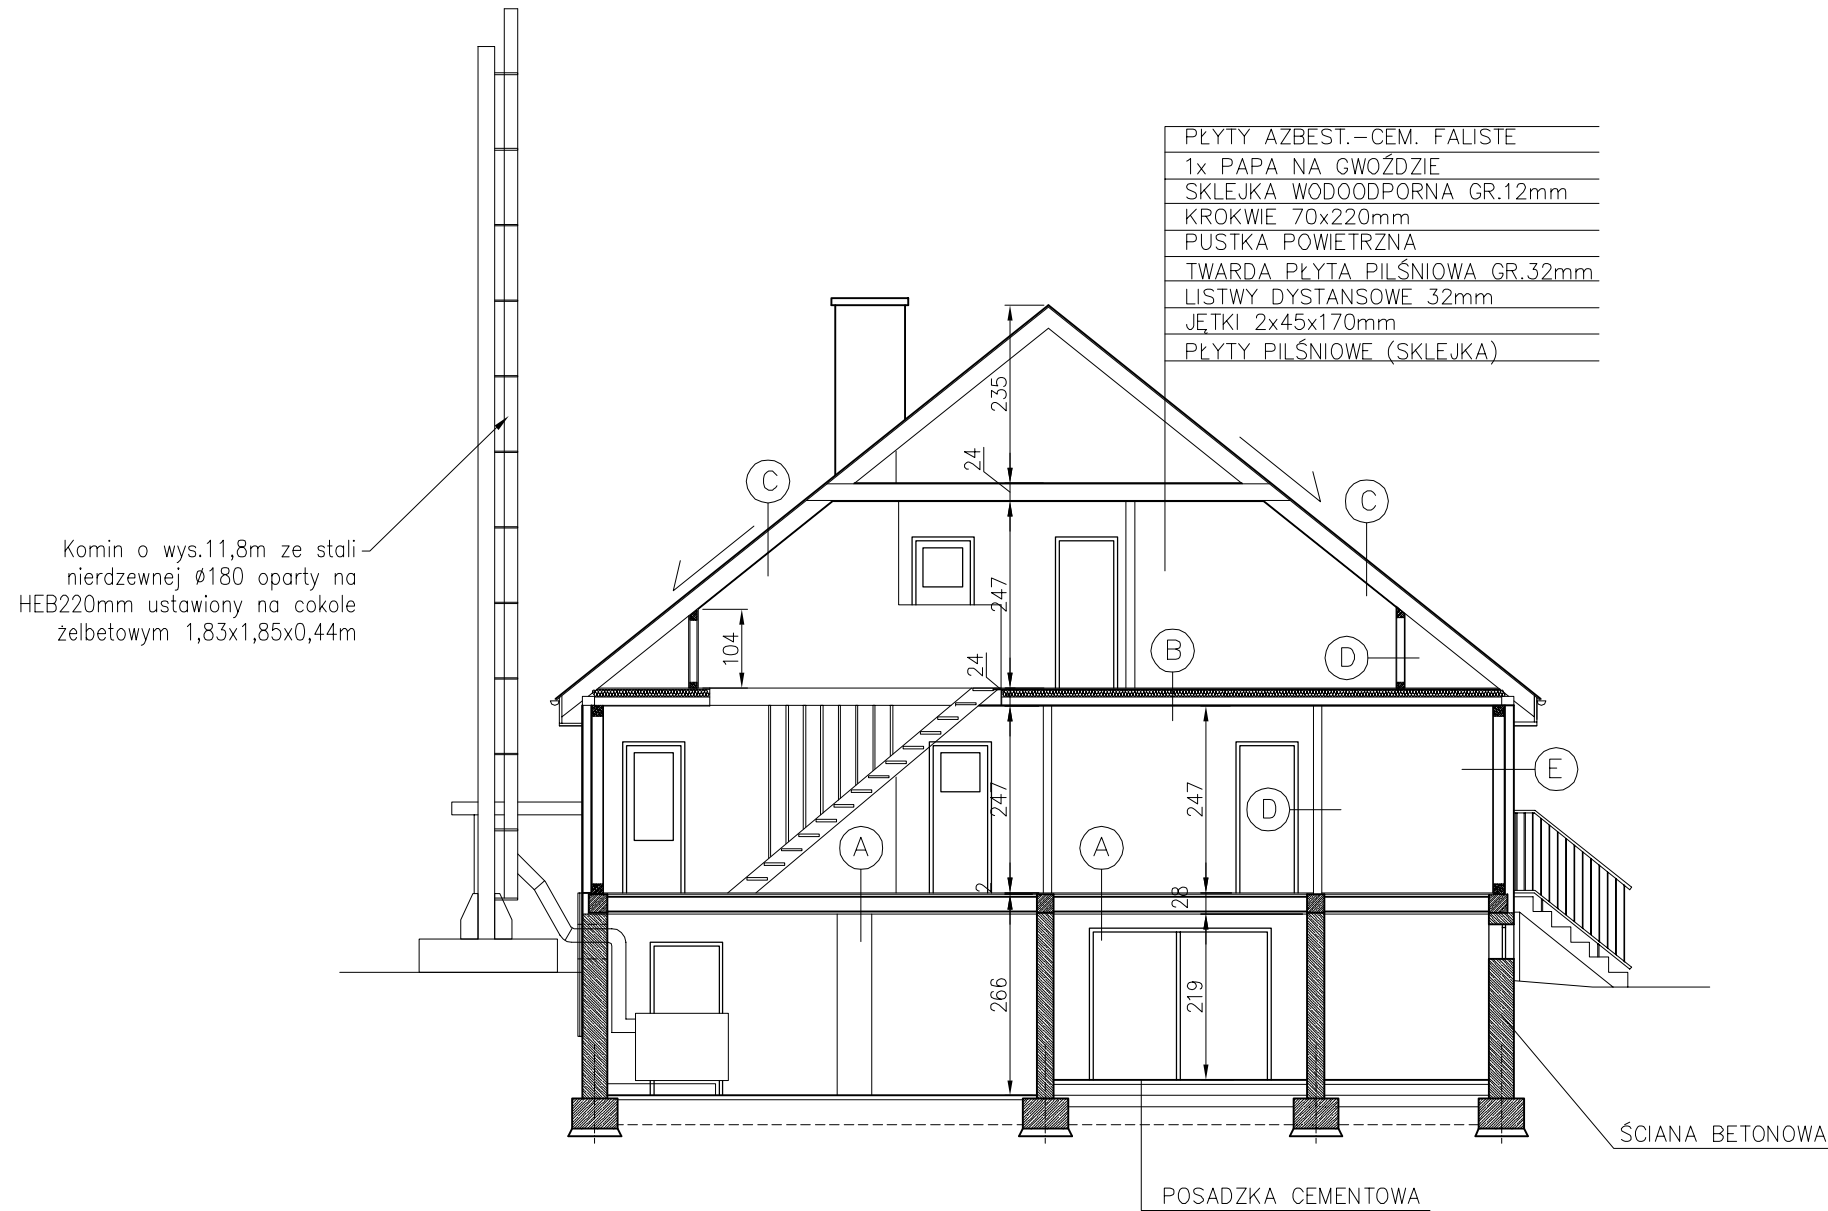 PŁYTY AZBEST.-CEM. FALISTE
1x PAPA NA GWOŹDZIE
SKLEJKA WODOODPORNA GR.12mm
KROKWIE 70x220mm
PUSTKA POWIETRZNA
TWARDA PŁYTA PILŚNIOWA GR.32mm
LISTWY DYSTANSOWE 32mm
JĘTKI 2x45x170mm
PŁYTY PILŚNIOWE (SKLEJKA)
235
24
C
C
Komin o wys.11,8m ze stali
nierdzewnej ø180 oparty na
HEB220mm ustawiony na cokole
żelbetowym 1,83x1,85x0,44m
247
104
24
B
D
E
247
247
D
A
A
2
28
266
219
ŚCIANA BETONOWA
POSADZKA CEMENTOWA